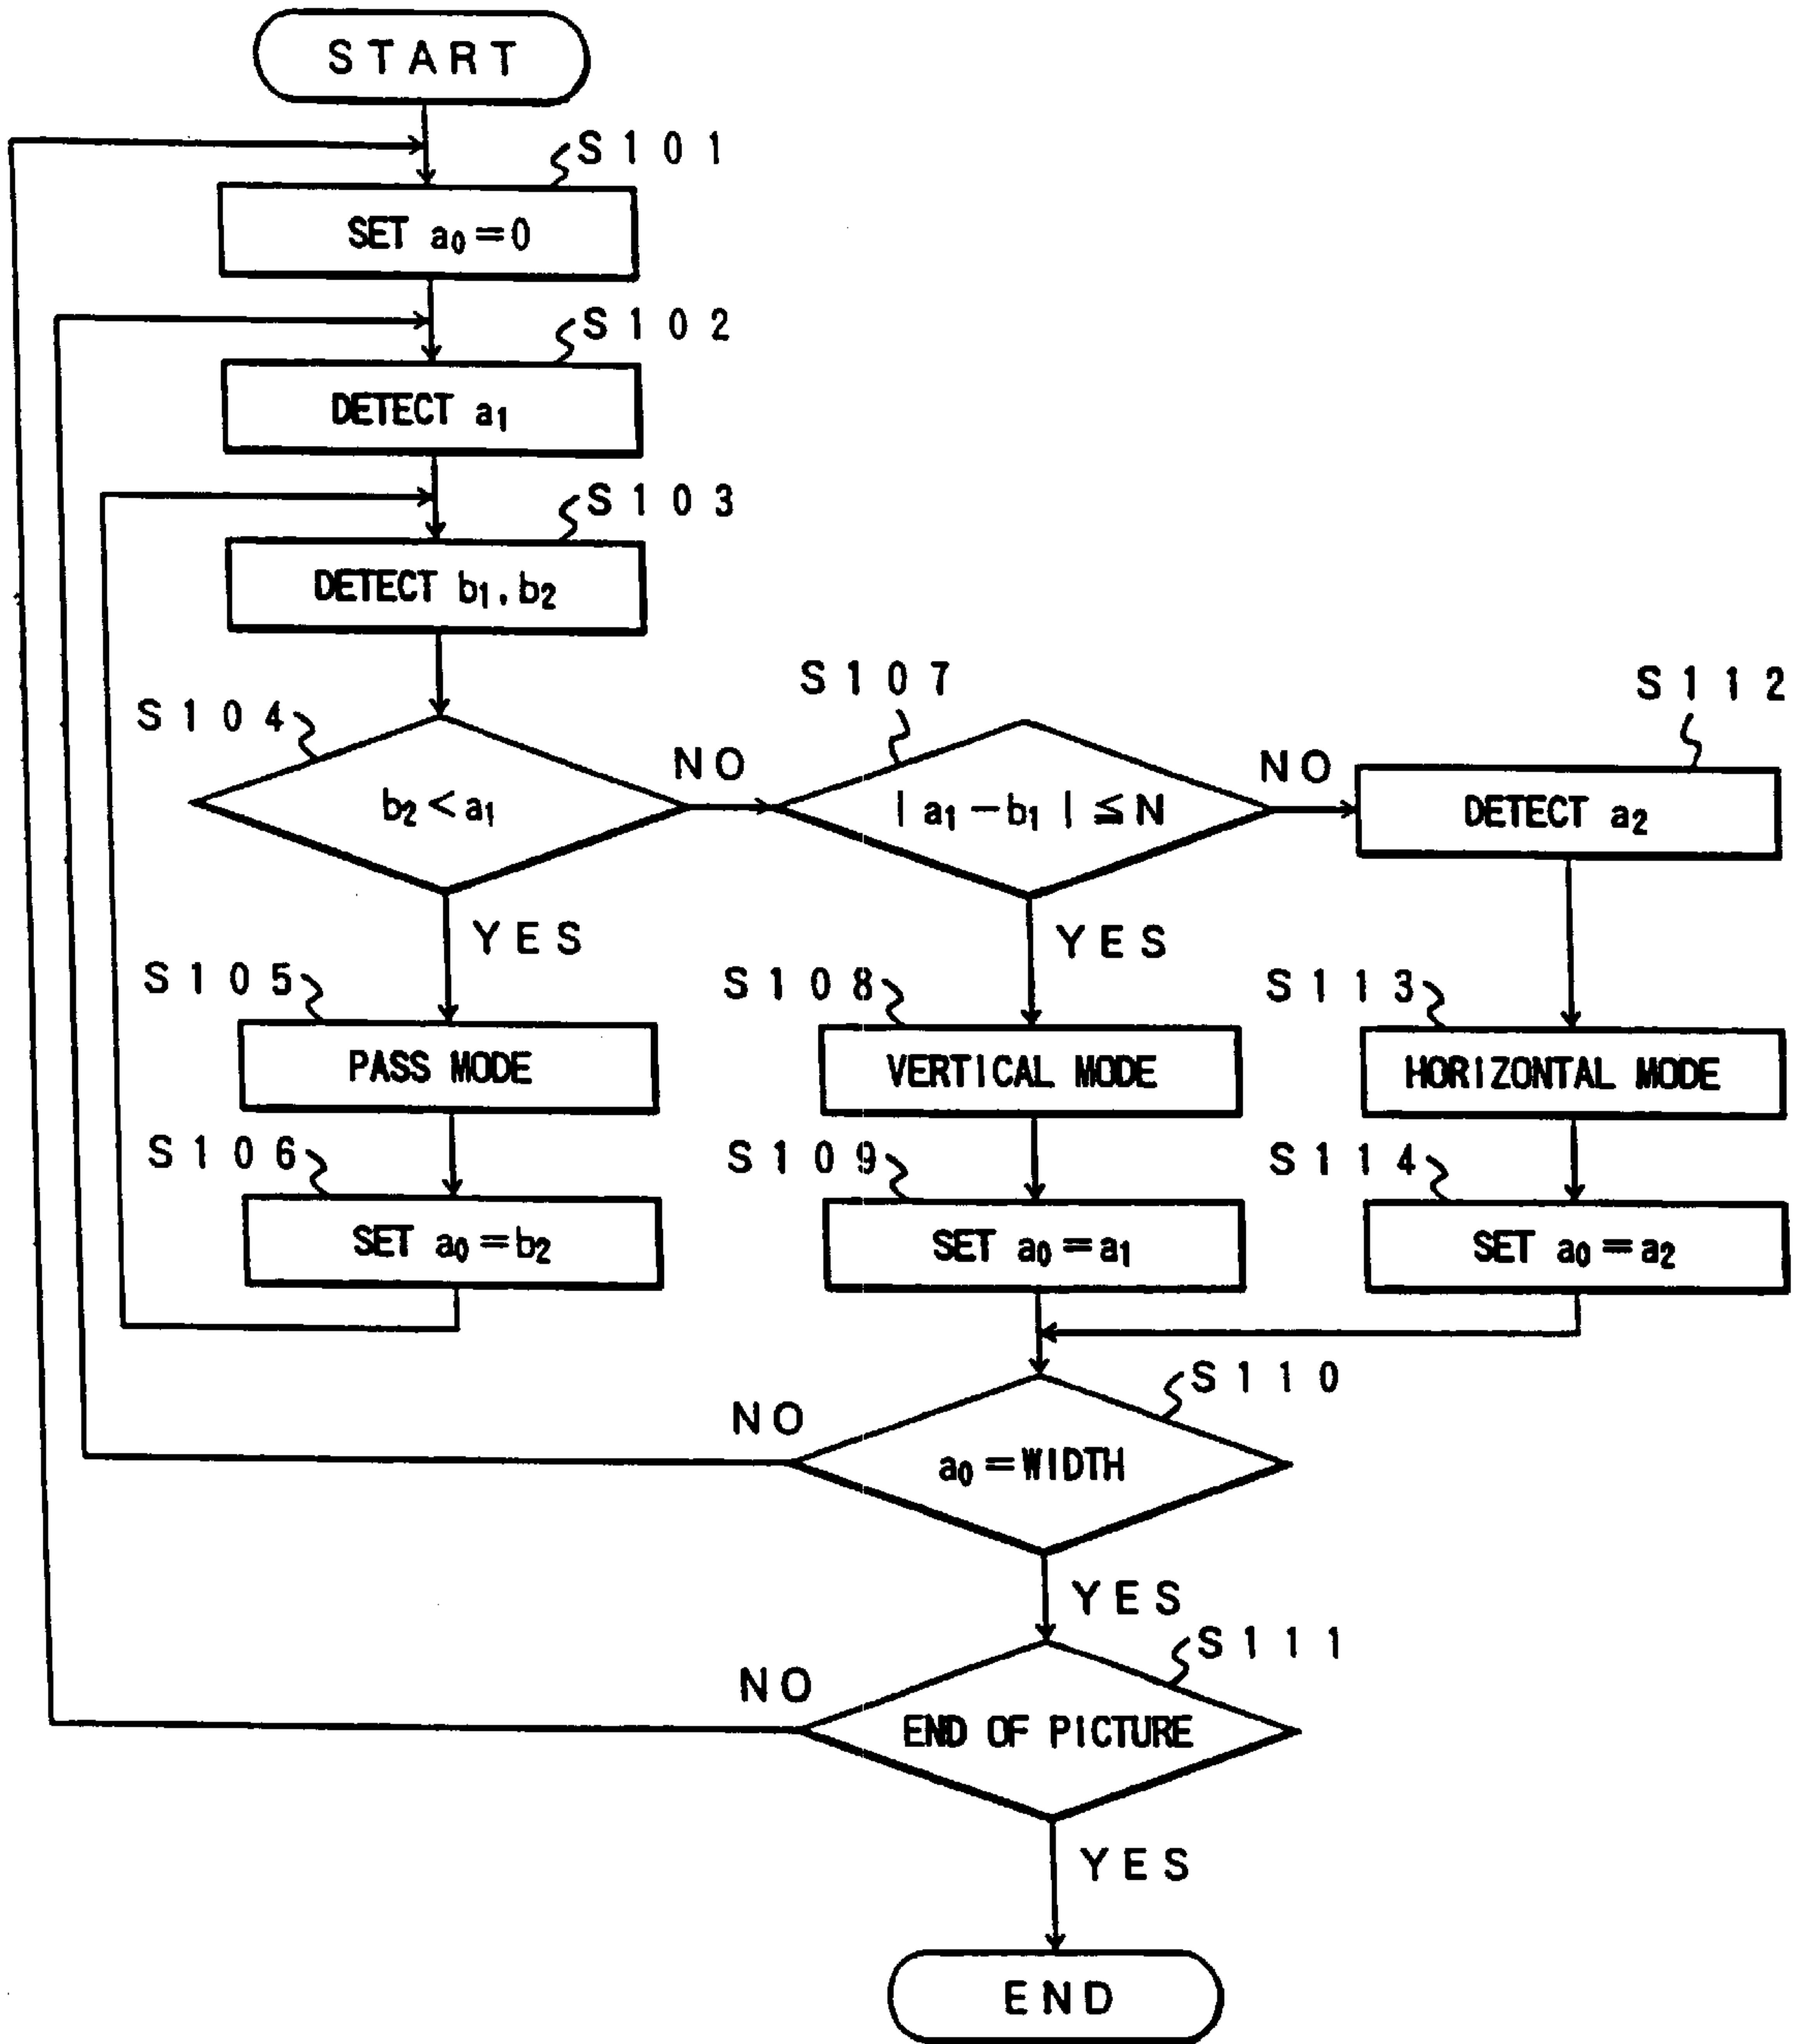 START
S101
SET a₀=0
S102
DETECT a₁
S103
DETECT b₁, b₂
S104
b₂<a₁
NO
S107
|a₁−b₁|≦N
NO
S112
DETECT a₂
YES
YES
S105
PASS MODE
S108
VERTICAL MODE
S113
HORIZONTAL MODE
S106
SET a₀=b₂
S109
SET a₀=a₁
S114
SET a₀=a₂
S110
NO
a₀=WIDTH
YES
S111
NO
END OF PICTURE
YES
END